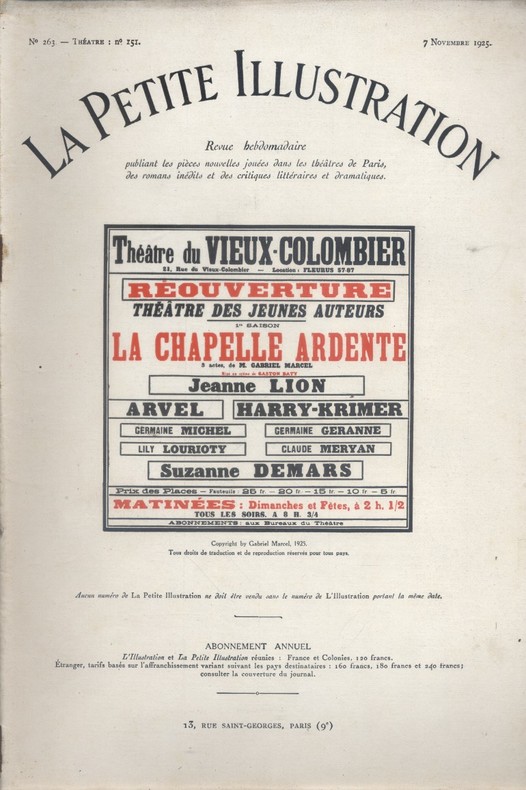 Nº 263. — THÉATRE : nº 151.
7 NOVEMBRE 1925.
LA PETITE ILLUSTRATION
Revue hebdomadaire
publiant les pièces nouvelles jouées dans les théâtres de Paris,
des romans inédits et des critiques littéraires et dramatiques.
Théâtre du VIEUX-COLOMBIER
21, Rue du Vieux-Colombier — Location : FLEURUS 57-87
RÉOUVERTURE
THÉÂTRE DES JEUNES AUTEURS
1re SAISON
LA CHAPELLE ARDENTE
3 actes, de M. GABRIEL MARCEL
Mise en scène de GASTON BATY
Jeanne LION
ARVEL HARRY-KRIMER
GERMAINE MICHEL GERMAINE GERANNE
LILY LOURIOTY CLAUDE MERYAN
Suzanne DEMARS
Prix des Places — Fauteuils : 25 fr. — 20 fr. — 15 fr. — 10 fr. — 5 fr.
MATINÉES : Dimanches et Fêtes, à 2 h. 1/2
TOUS LES SOIRS, A 8 H. 3/4
ABONNEMENTS : aux Bureaux du Théâtre
Copyright by Gabriel Marcel, 1925.
Tous droits de traduction et de reproduction réservés pour tous pays.
Aucun numéro de La Petite Illustration ne doit être vendu sans le numéro de L'Illustration portant la même date.
ABONNEMENT ANNUEL
L'Illustration et La Petite Illustration réunies : France et Colonies, 120 francs.
Étranger, tarifs basés sur l'affranchissement variant suivant les pays destinataires : 160 francs, 180 francs et 240 francs;
consulter la couverture du journal.
13, RUE SAINT-GEORGES, PARIS (9e)